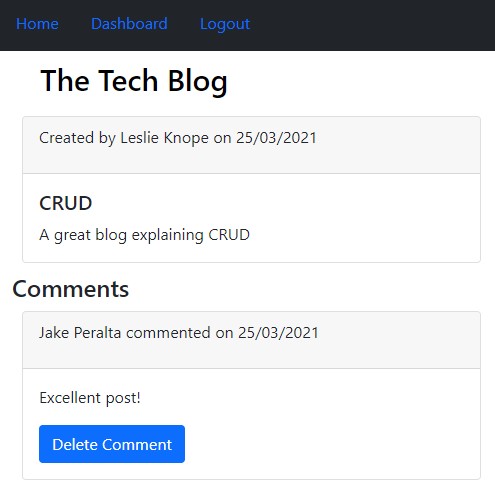 Home Dashboard Logout
The Tech Blog
Created by Leslie Knope on 25/03/2021
CRUD
A great blog explaining CRUD
Comments
Jake Peralta commented on 25/03/2021
Excellent post!
Delete Comment